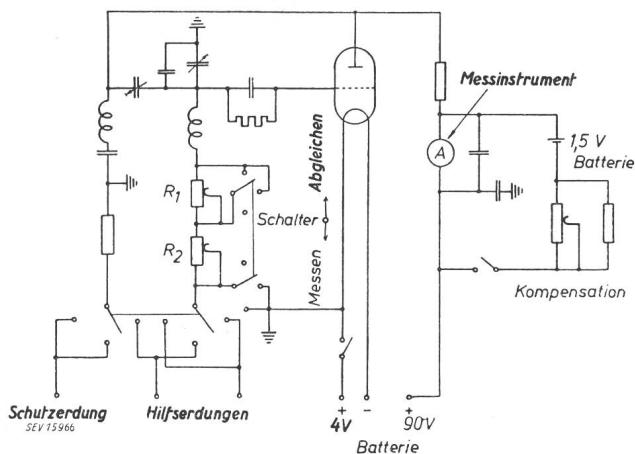 Messinstrument
A
1,5 V
Batterie
R1
R2
Schalter
Abgleichen
Messen
Kompensation
Schutzerdung
SEV 15966
Hilfserdungen
+
4V
-
+
90V
Batterie